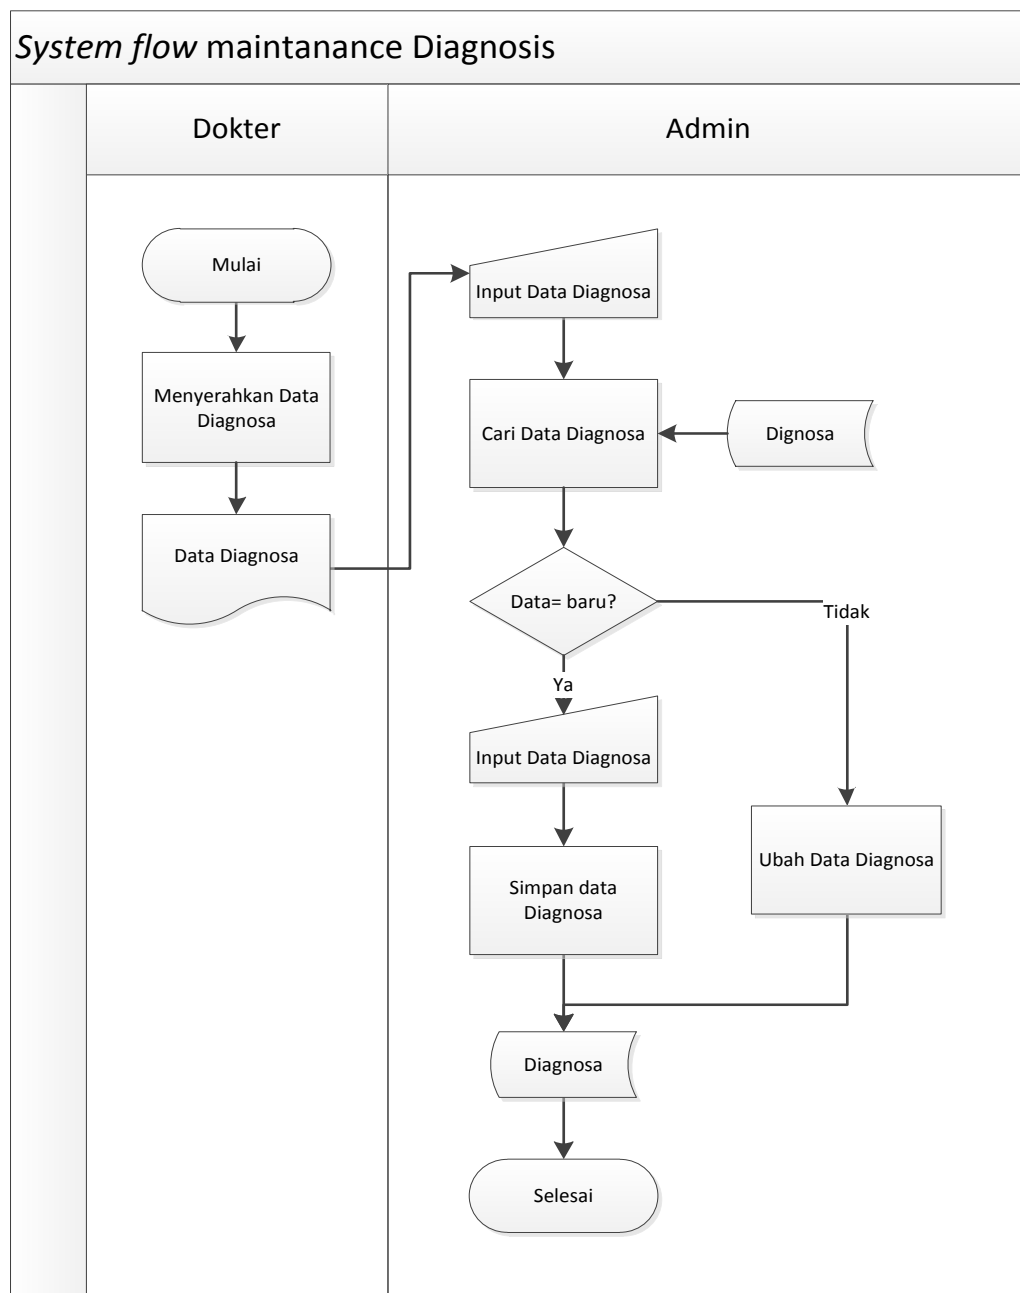 System flow maintanance Diagnosis
Dokter
Admin
Mulai
Menyerahkan Data
Diagnosa
Data Diagnosa
Input Data Diagnosa
Cari Data Diagnosa
Dignosa
Data= baru?
Tidak
Ya
Input Data Diagnosa
Simpan data
Diagnosa
Ubah Data Diagnosa
Diagnosa
Selesai